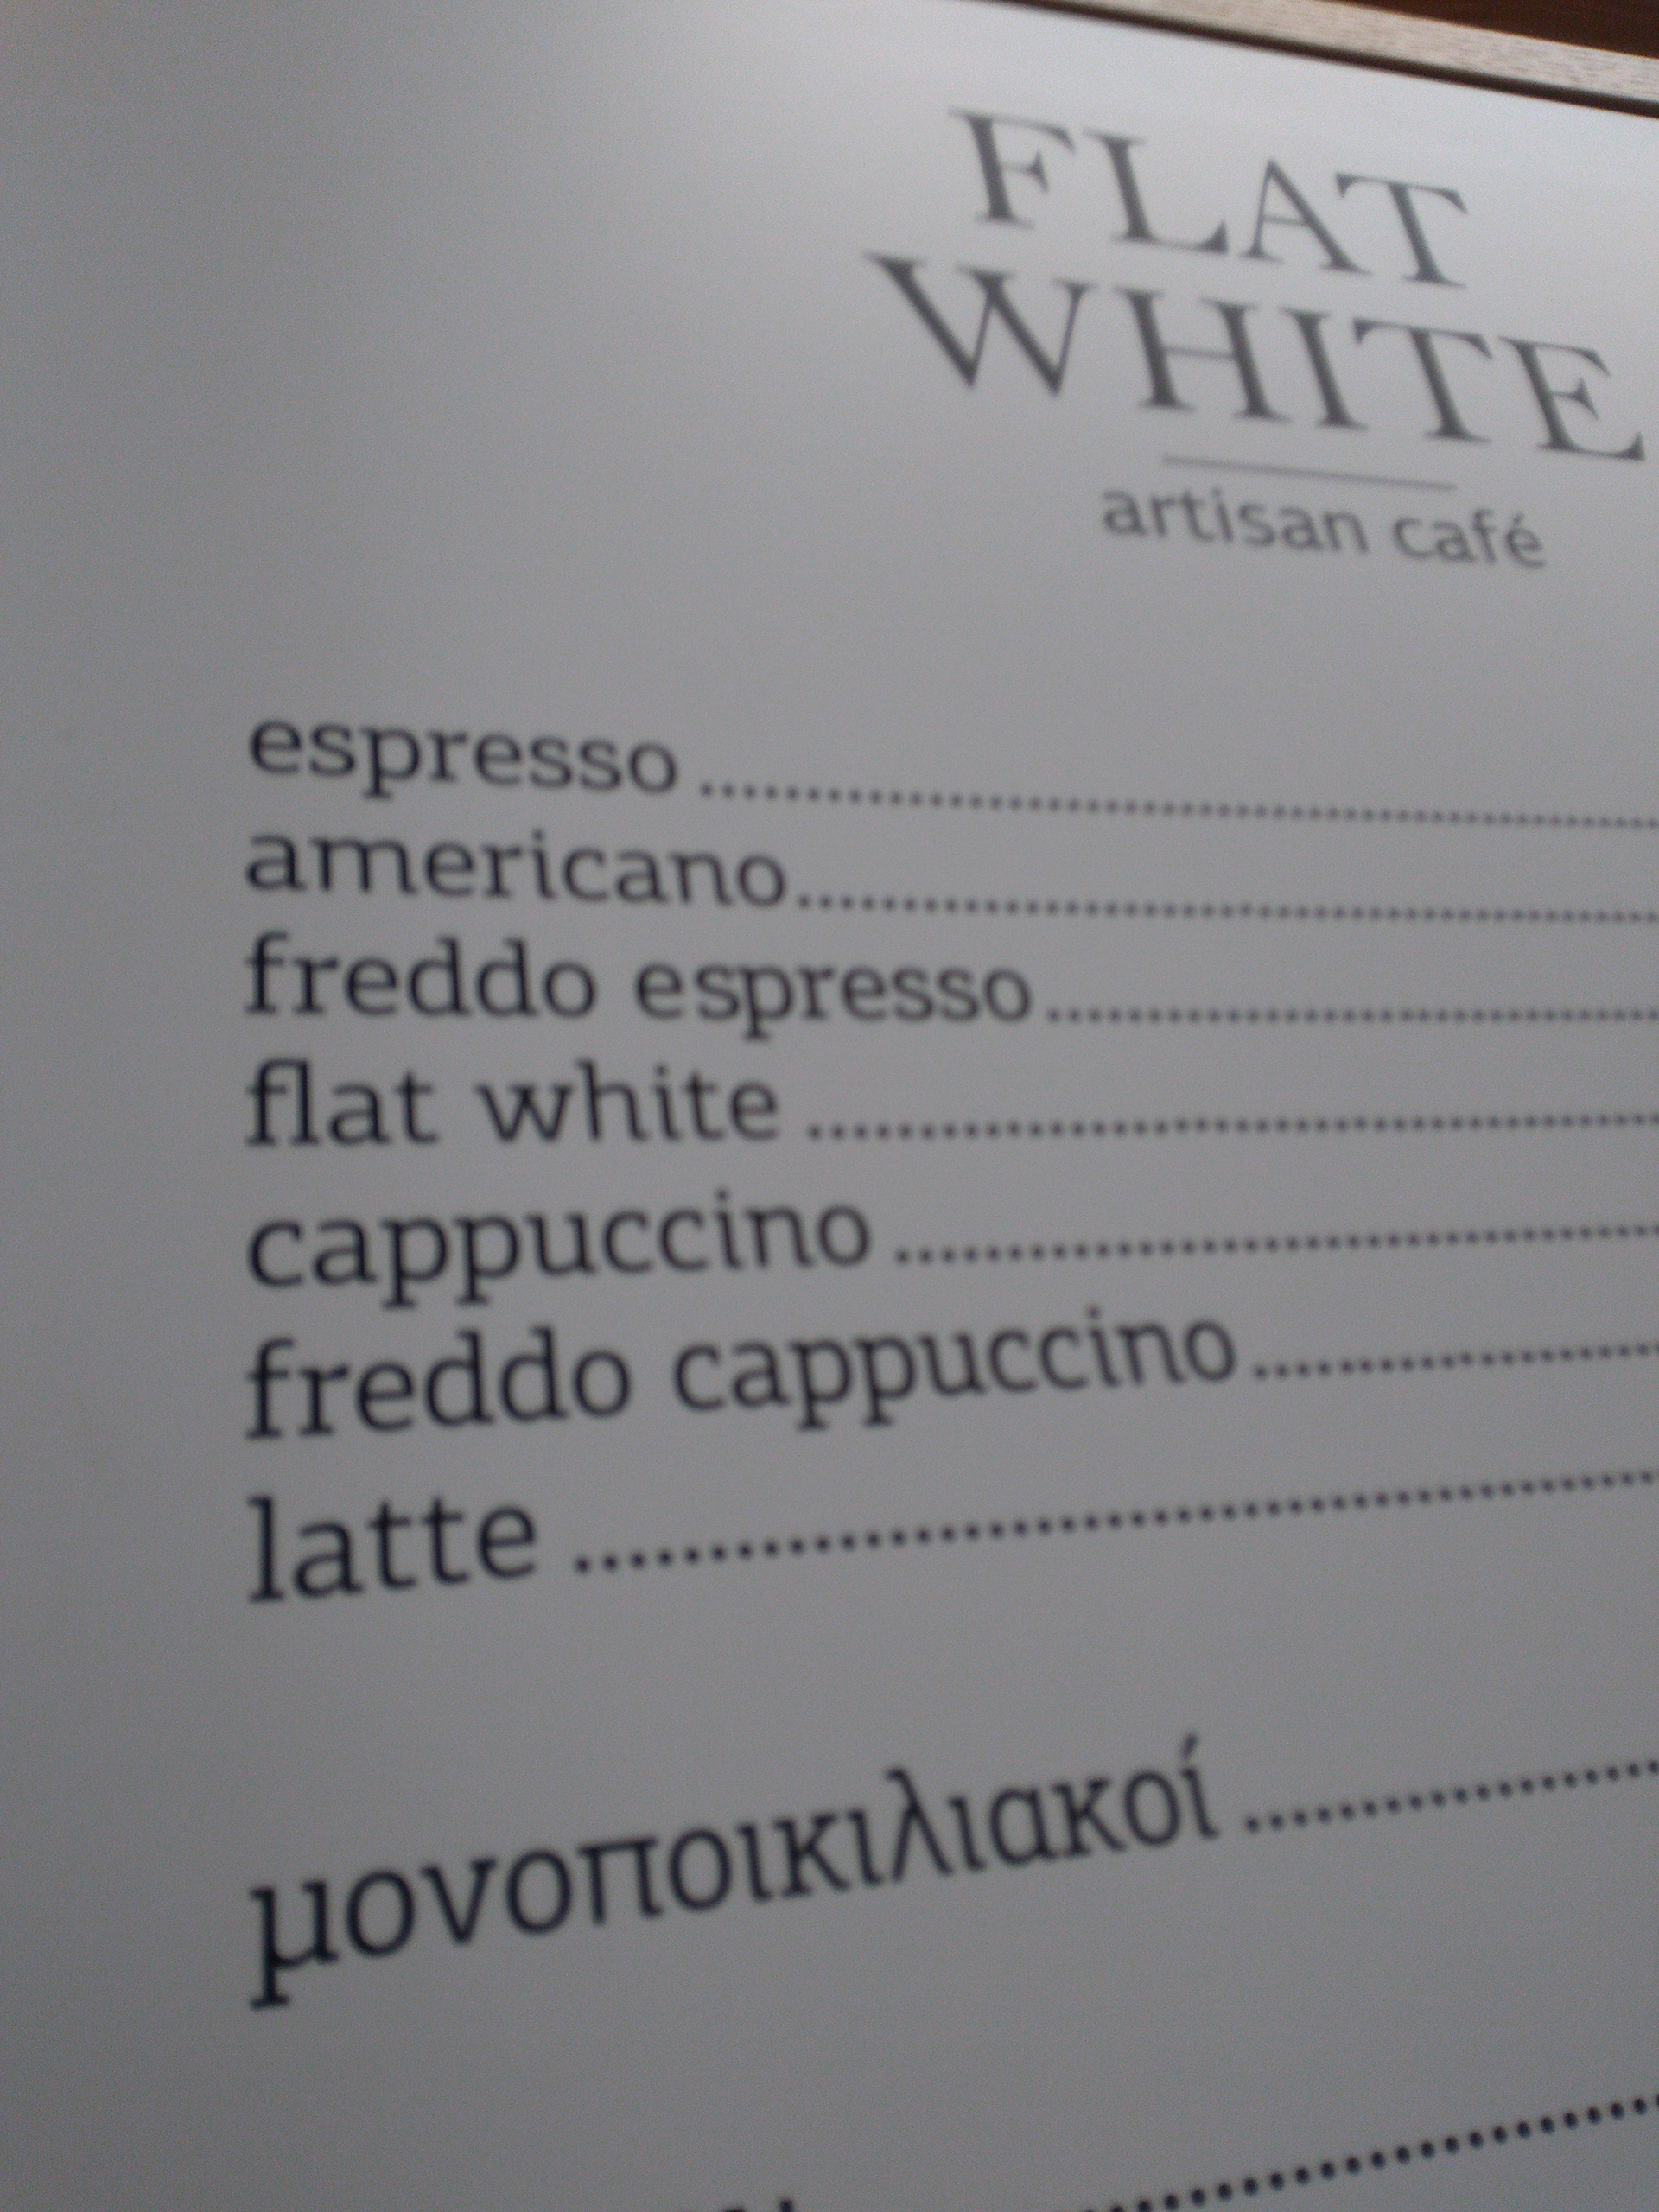 FLAT
WHITE
artisan café
espresso
americano
freddo espresso
flat white
cappuccino
freddo cappuccino
latte
μονοποικιλιακοί